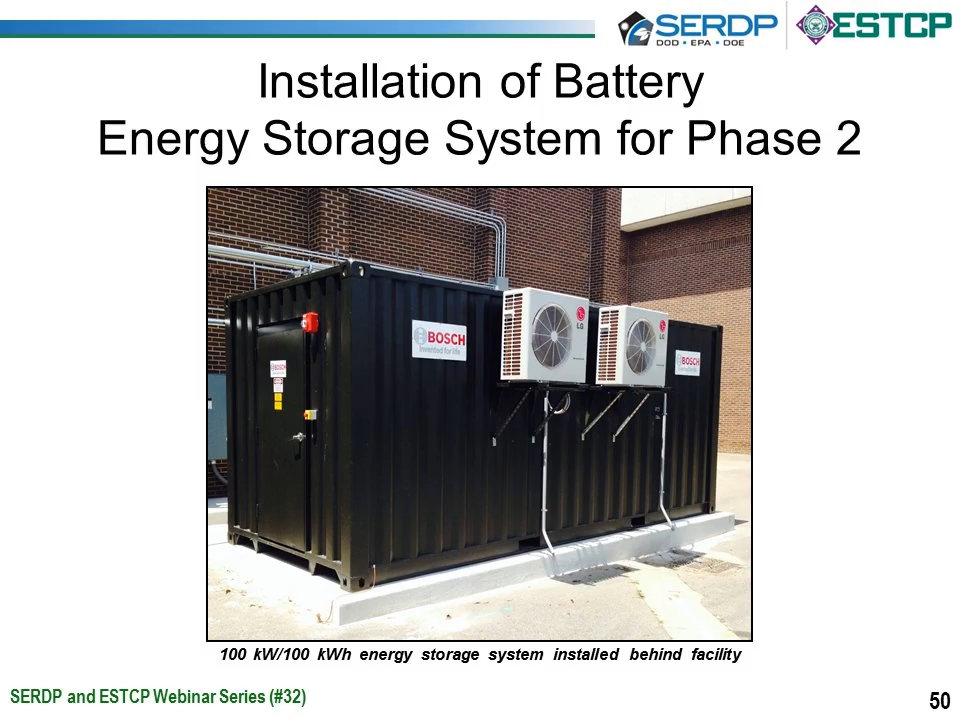 SERDP
DOD • EPA • DOE
ESTCP
Installation of Battery
Energy Storage System for Phase 2
BOSCH
Invented for life
LG
LG
BOSCH
BOSCH
100 kW/100 kWh energy storage system installed behind facility
SERDP and ESTCP Webinar Series (#32)
50